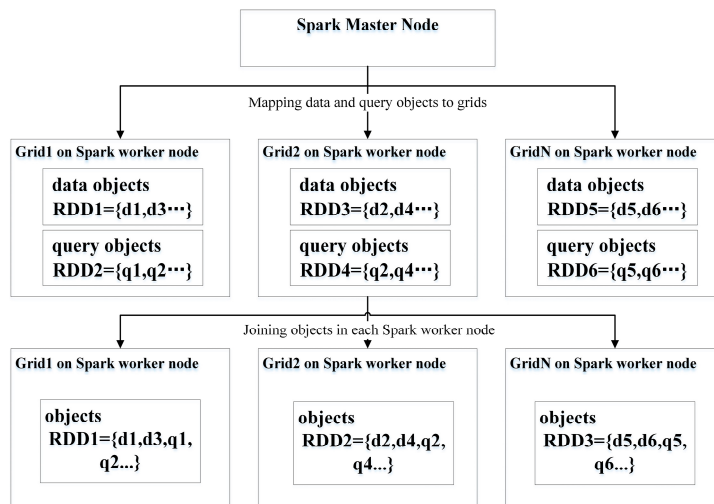 Spark Master Node
Mapping data and query objects to grids
Grid1 on Spark worker node
data objects
RDD1={d1,d3···}
query objects
RDD2={q1,q2···}
Grid2 on Spark worker node
data objects
RDD3={d2,d4···}
query objects
RDD4={q2,q4···}
GridN on Spark worker node
data objects
RDD5={d5,d6···}
query objects
RDD6={q5,q6···}
Joining objects in each Spark worker node
Grid1 on Spark worker node
objects
RDD1={d1,d3,q1,
q2...}
Grid2 on Spark worker node
objects
RDD2={d2,d4,q2,
q4...}
GridN on Spark worker node
objects
RDD3={d5,d6,q5,
q6...}